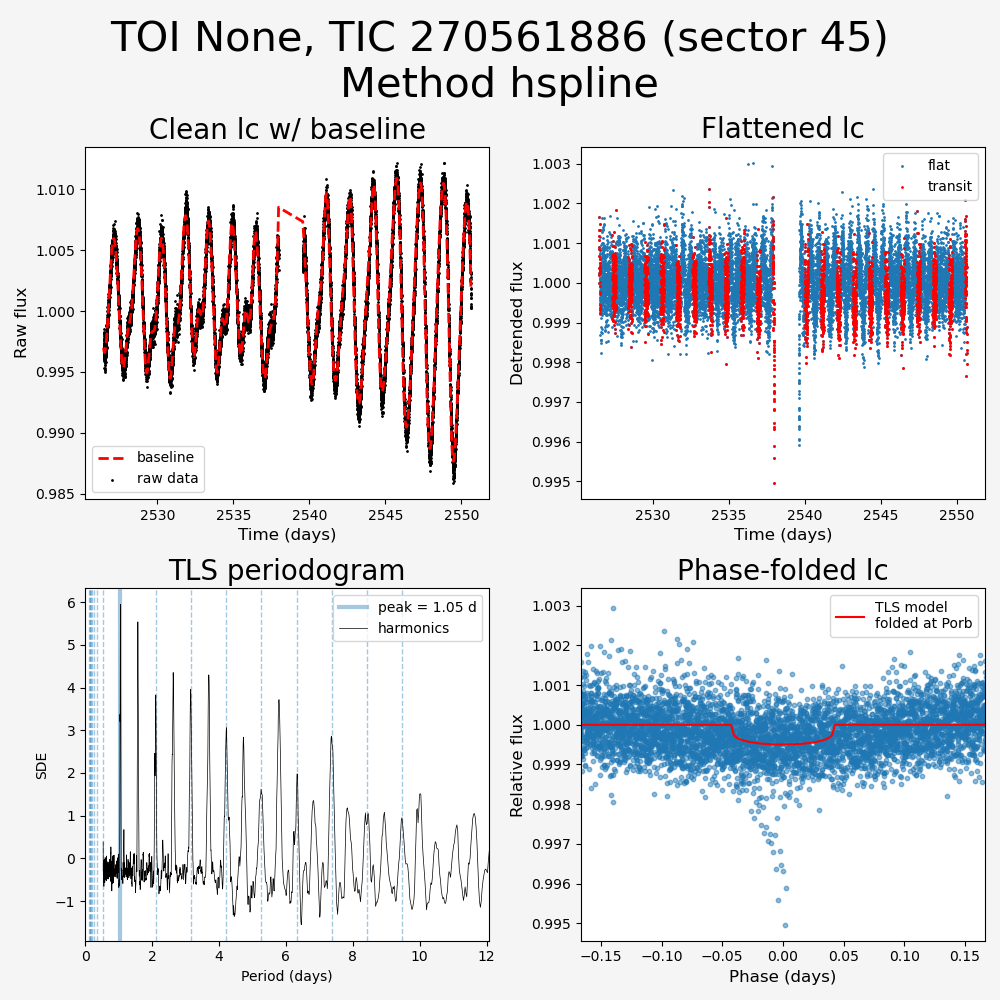 TOI None, TIC 270561886 (sector 45)
Method hspline
Clean lc w/ baseline
Raw flux
1.010
1.005
1.000
0.995
0.990
0.985
baseline
raw data
2530
2535
2540
2545
2550
Time (days)
Flattened lc
Detrended flux
1.003
1.002
1.001
1.000
0.999
0.998
0.997
0.996
0.995
flat
transit
2530
2535
2540
2545
2550
Time (days)
TLS periodogram
SDE
6
5
4
3
2
1
0
−1
peak = 1.05 d
harmonics
0
2
4
6
8
10
12
Period (days)
Phase-folded lc
Relative flux
1.003
1.002
1.001
1.000
0.999
0.998
0.997
0.996
0.995
TLS model
folded at Porb
−0.15
−0.10
−0.05
0.00
0.05
0.10
0.15
Phase (days)